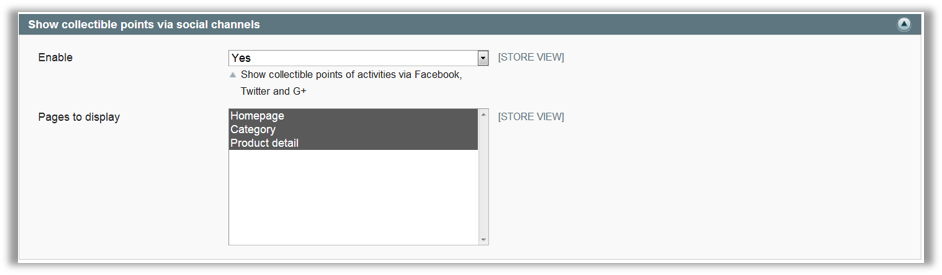 Show collectible points via social channels
Enable
Yes
[STORE VIEW]
Show collectible points of activities via Facebook,
Twitter and G+
Pages to display
Homepage
Category
Product detail
[STORE VIEW]